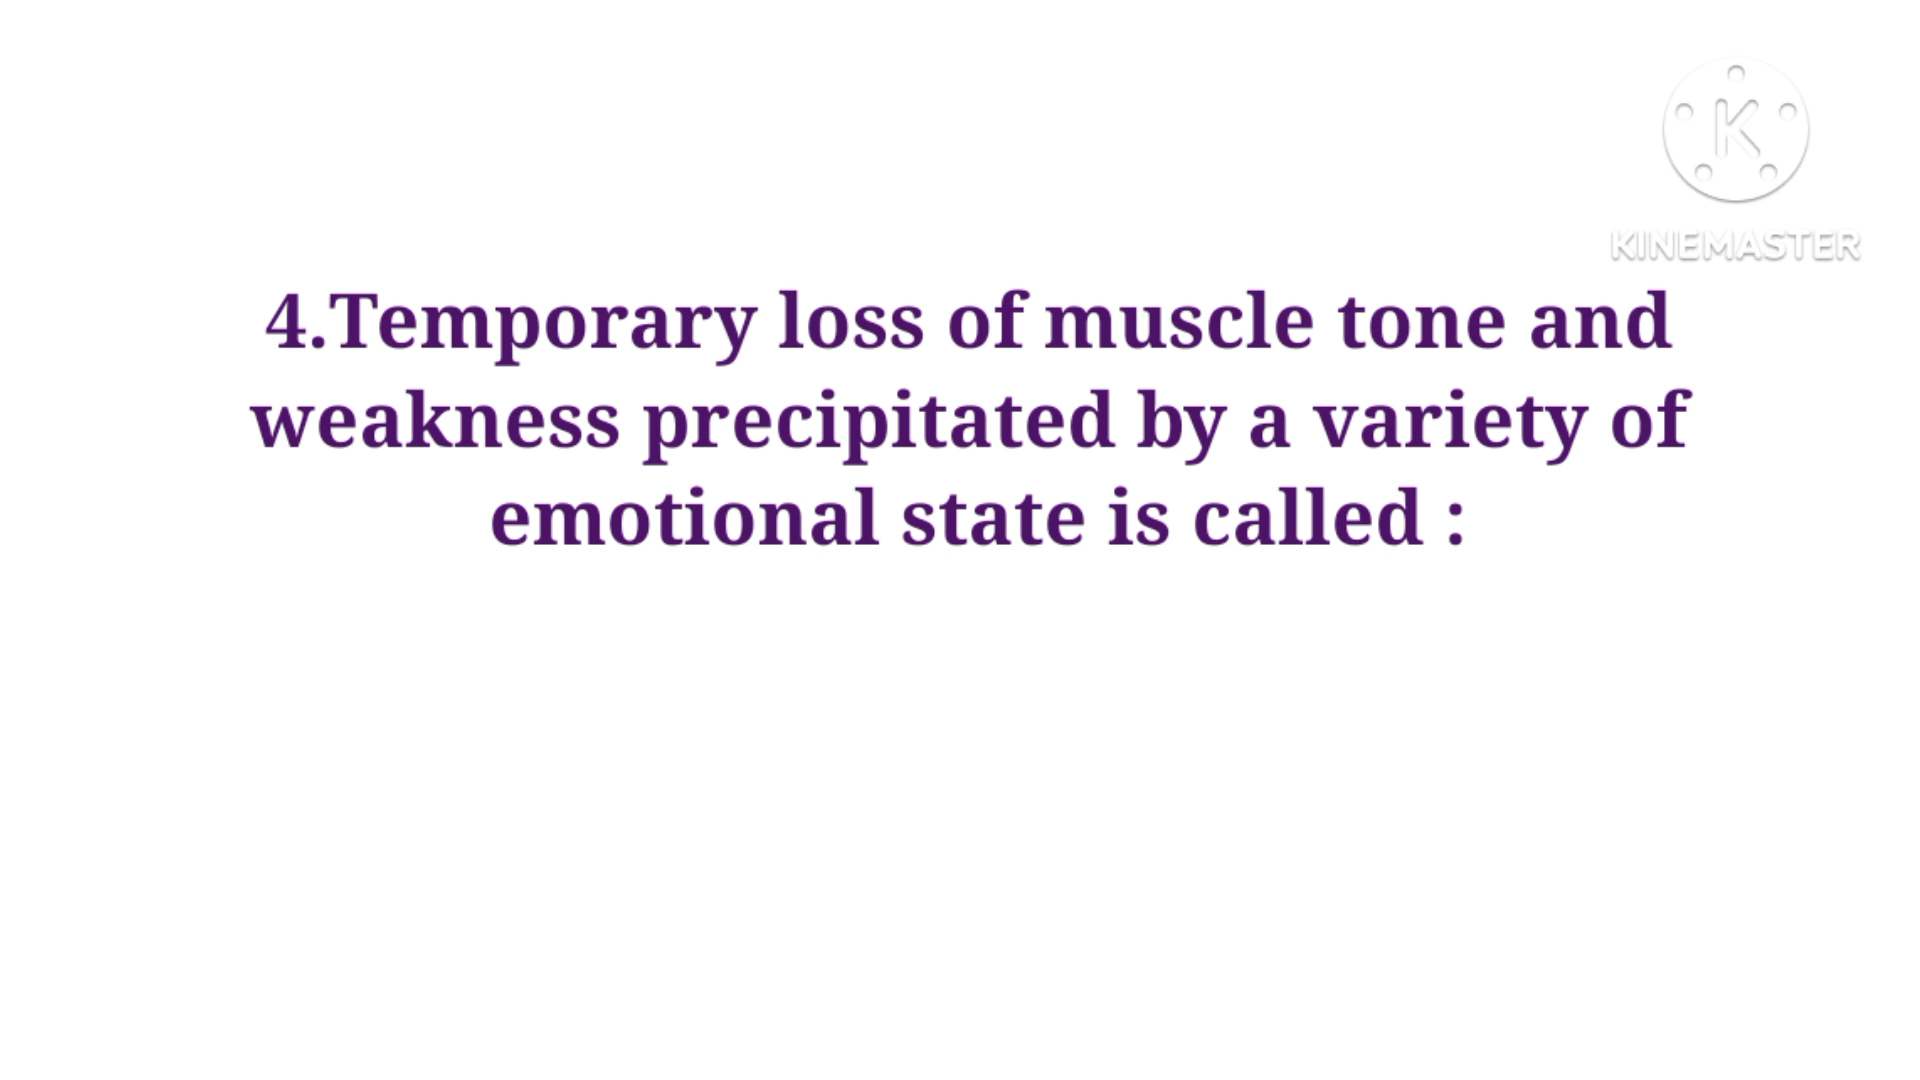 K
KINEMASTER
4.Temporary loss of muscle tone and
weakness precipitated by a variety of
emotional state is called :